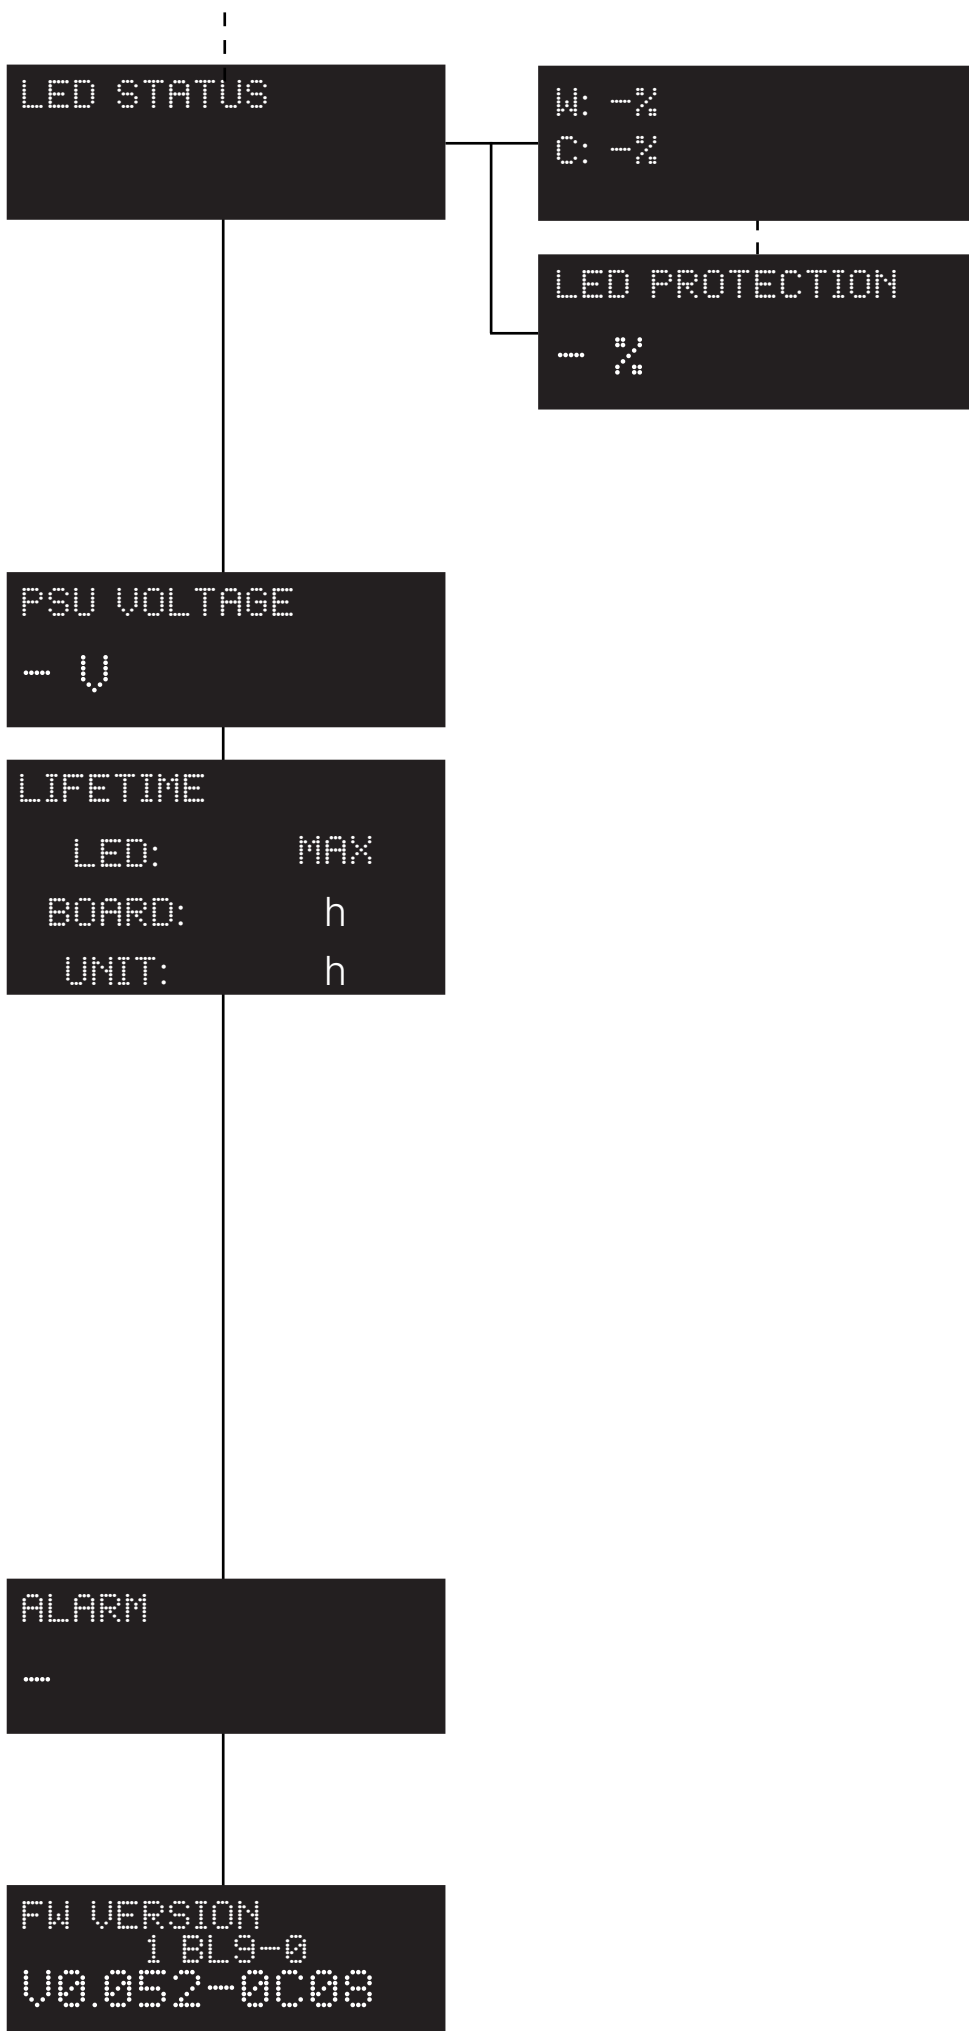 LED STATUS
W: -%
C: -%
LED PROTECTION
- %
PSU VOLTAGE
- V
LIFETIME
LED: MAX
BOARD: h
UNIT: h
ALARM
-
FW VERSION
1 BL9-0
V0.052-0C08